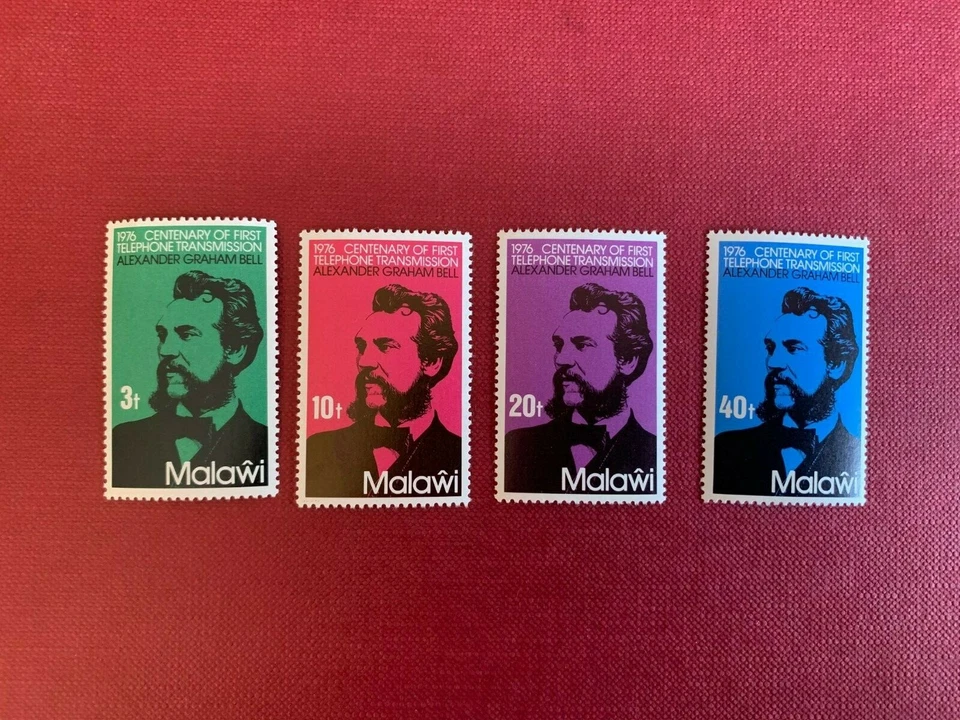 1976 CENTENARY OF FIRST
TELEPHONE TRANSMISSION
ALEXANDER GRAHAM BELL
3t
Malaŵi
1976 CENTENARY OF FIRST
TELEPHONE TRANSMISSION
ALEXANDER GRAHAM BELL
10t
Malaŵi
1976 CENTENARY OF FIRST
TELEPHONE TRANSMISSION
ALEXANDER GRAHAM BELL
20t
Malaŵi
1976 CENTENARY OF FIRST
TELEPHONE TRANSMISSION
ALEXANDER GRAHAM BELL
40t
Malaŵi